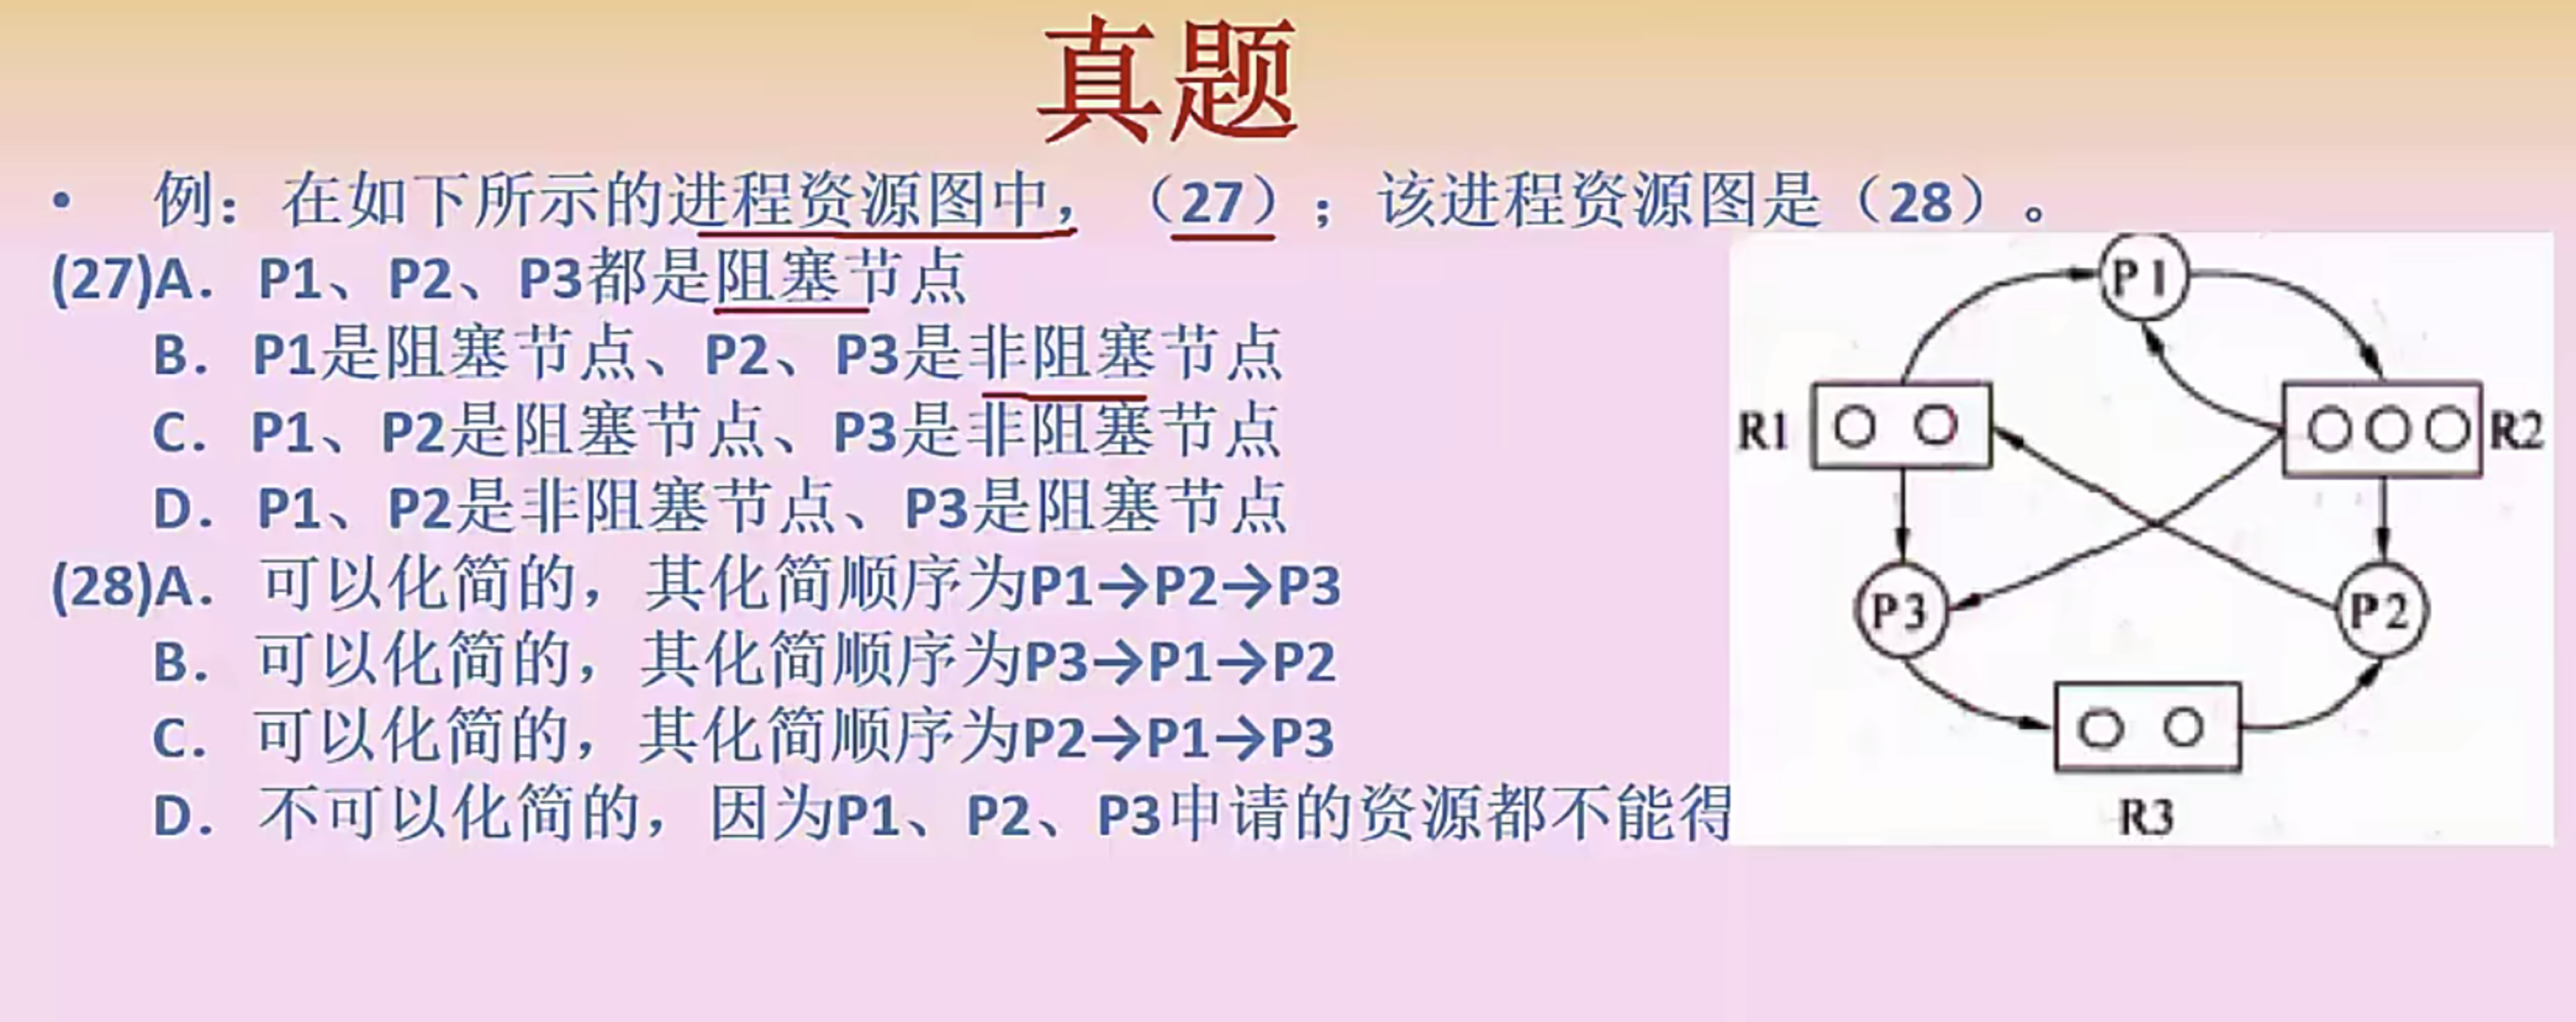 真题
• 例：在如下所示的进程资源图中，（27）；该进程资源图是（28）。
(27)A．P1、P2、P3都是阻塞节点
B．P1是阻塞节点、P2、P3是非阻塞节点
C．P1、P2是阻塞节点、P3是非阻塞节点
D．P1、P2是非阻塞节点、P3是阻塞节点
(28)A．可以化简的，其化简顺序为P1→P2→P3
B．可以化简的，其化简顺序为P3→P1→P2
C．可以化简的，其化简顺序为P2→P1→P3
D．不可以化简的，因为P1、P2、P3申请的资源都不能得
P1
R1
R2
P3
P2
R3